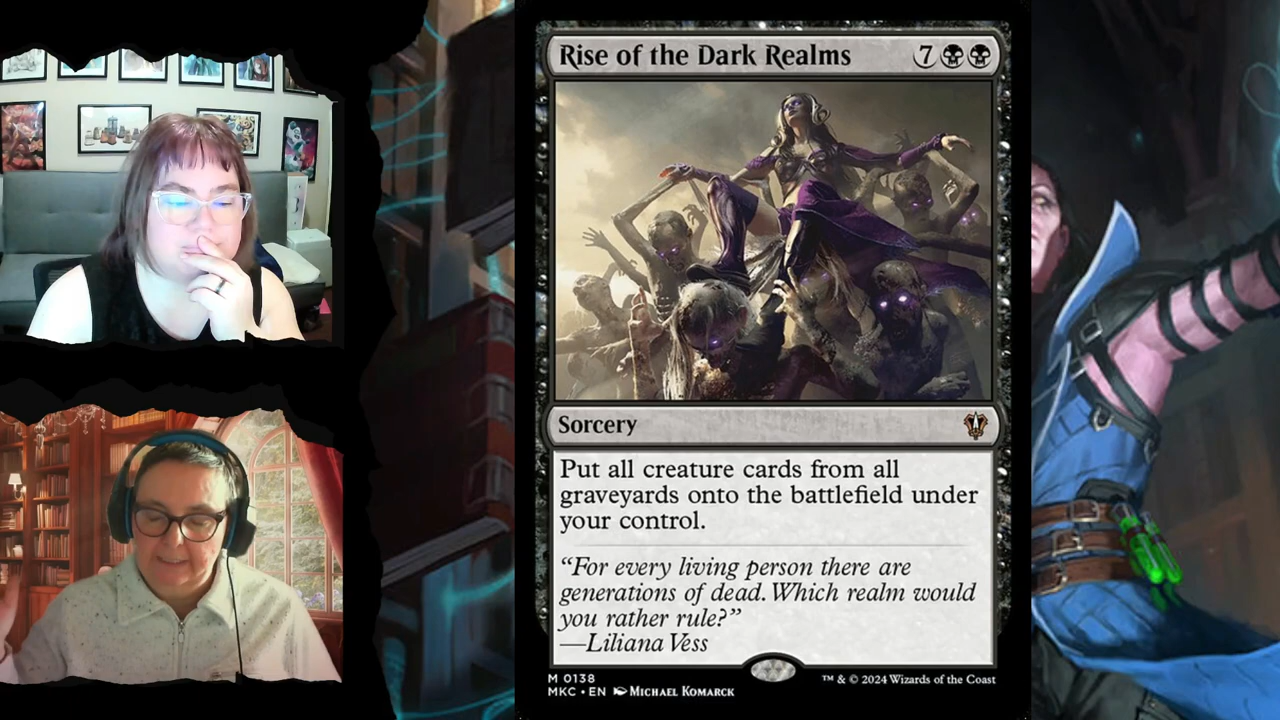 Rise of the Dark Realms 7
Sorcery
Put all creature cards from all
graveyards onto the battlefield under
your control.
“For every living person there are
generations of dead. Which realm would
you rather rule?”
—Liliana Vess
M 0138
MKC • EN Michael Komarck
™ & © 2024 Wizards of the Coast